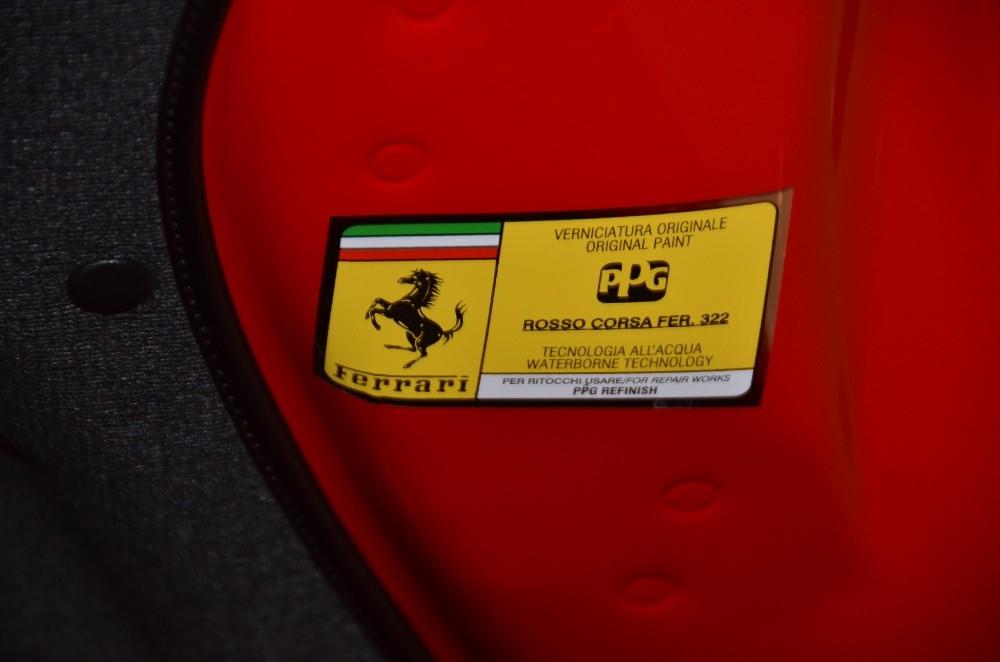 VERNICIATURA ORIGINALE
ORIGINAL PAINT
PPG
ROSSO CORSA FER. 322
TECNOLOGIA ALL'ACQUA
WATERBORNE TECHNOLOGY
PER RITOCCHI USARE/FOR REPAIR WORKS
PPG REFINISH
Ferrari